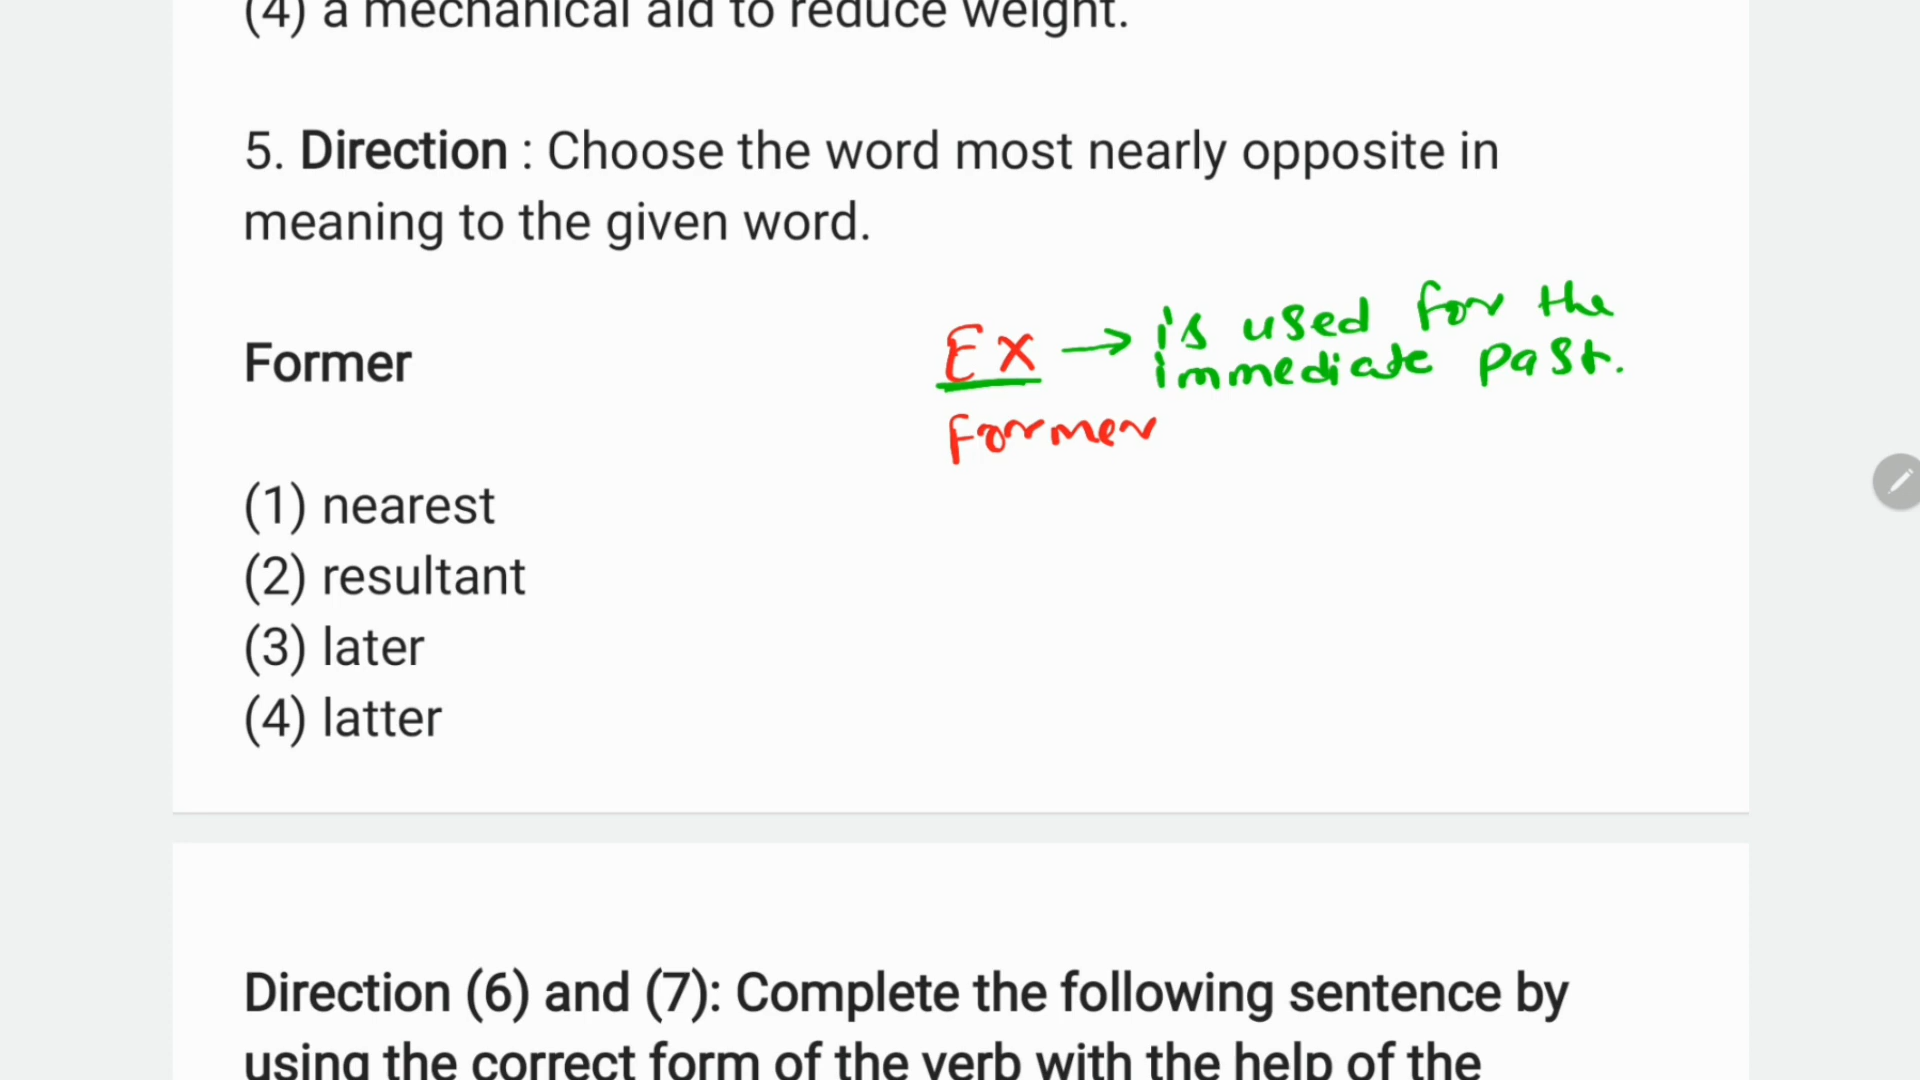 (4) a mechanical aid to reduce weight.
5. Direction : Choose the word most nearly opposite in
meaning to the given word.
Former
Ex → is used for the
immediate past.
Former
(1) nearest
(2) resultant
(3) later
(4) latter
Direction (6) and (7): Complete the following sentence by
using the correct form of the verb with the help of the